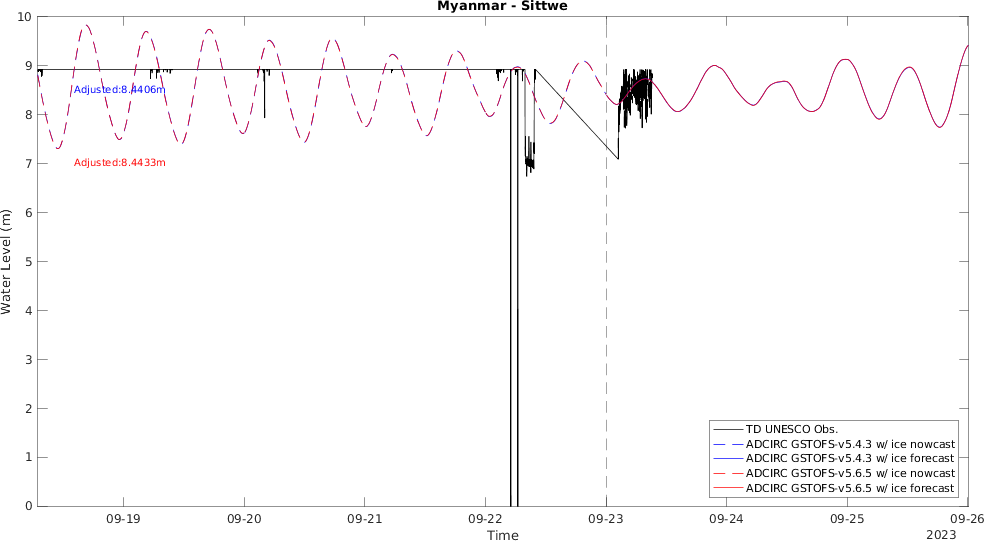 Myanmar - Sittwe
10
9
8
7
6
5
4
3
2
1
0
Water Level (m)
Adjusted:8.4406m
Adjusted:8.4433m
TD UNESCO Obs.
ADCIRC GSTOFS-v5.4.3 w/ ice nowcast
ADCIRC GSTOFS-v5.4.3 w/ ice forecast
ADCIRC GSTOFS-v5.6.5 w/ ice nowcast
ADCIRC GSTOFS-v5.6.5 w/ ice forecast
09-19 09-20 09-21 09-22 09-23 09-24 09-25 09-26
Time
2023